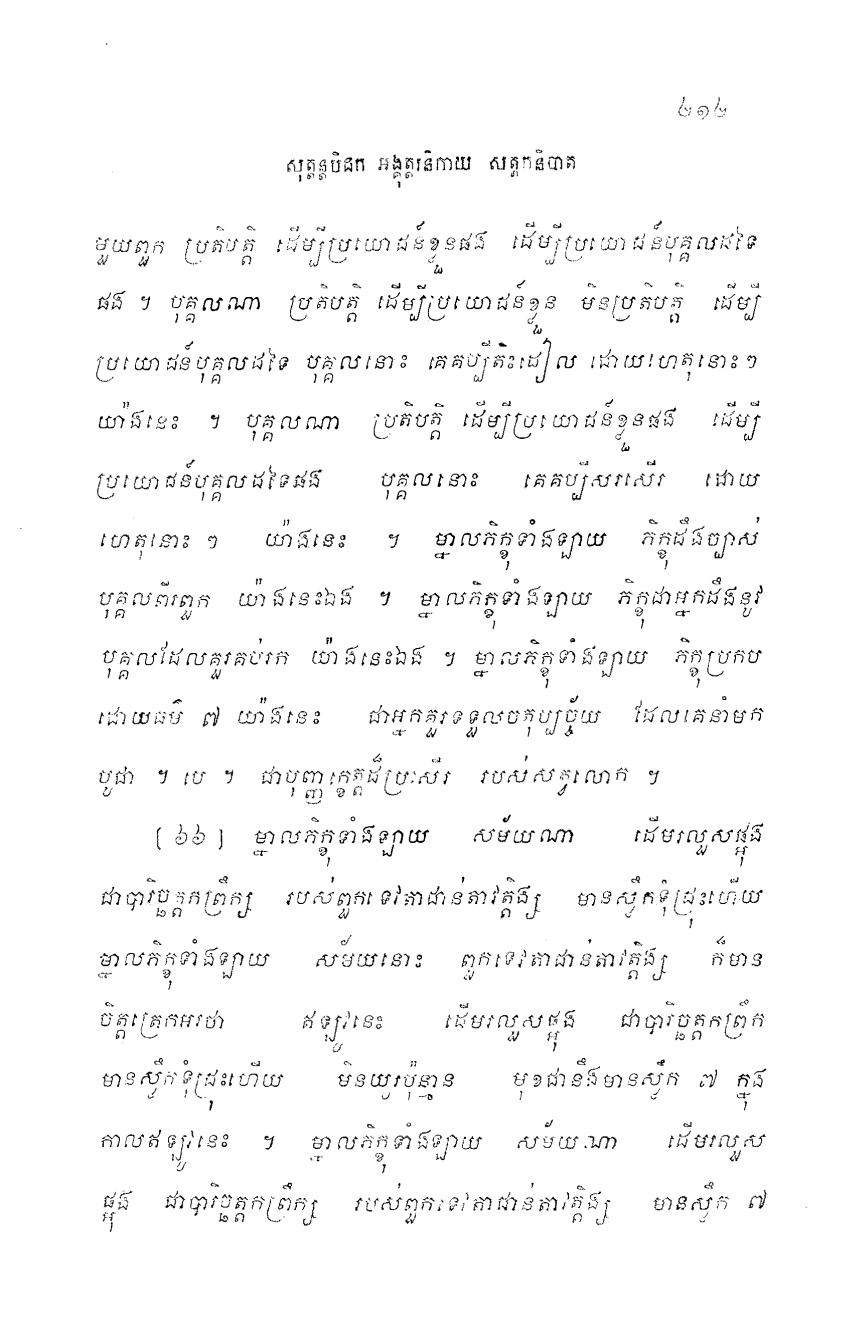 ២១២
សុត្តន្តបិដក អង្គុត្តរនិកាយ សត្តកនិបាត
មួយពួក ប្រតិបត្តិ ដើម្បីប្រយោជន៍ខ្លួនផង ដើម្បីប្រយោជន៍បុគ្គលដទៃ
ផង ។ បុគ្គលណា ប្រតិបត្តិ ដើម្បីប្រយោជន៍ខ្លួន មិនប្រតិបត្តិ ដើម្បី
ប្រយោជន៍បុគ្គលដទៃ បុគ្គលនោះ គេគប្បីតិះដៀល ដោយហេតុនោះៗ
យ៉ាងនេះ ។ បុគ្គលណា ប្រតិបត្តិ ដើម្បីប្រយោជន៍ខ្លួនផង ដើម្បី
ប្រយោជន៍បុគ្គលដទៃផង បុគ្គលនោះ គេគប្បីសរសើរ ដោយ
ហេតុនោះ ៗ យ៉ាងនេះ ។ ម្នាលភិក្ខុទាំងឡាយ ភិក្ខុដឹងច្បាស់
បុគ្គលពីរពួក យ៉ាងនេះឯង ។ ម្នាលភិក្ខុទាំងឡាយ ភិក្ខុជាអ្នកដឹងនូវ
បុគ្គលដែលគួរគប់រក យ៉ាងនេះឯង ។ ម្នាលភិក្ខុទាំងឡាយ ភិក្ខុប្រកប
ដោយធម៌ ៧ យ៉ាងនេះ ជាអ្នកគួរទទួលចតុប្បច្ច័យ ដែលគេនាំមក
បូជា ។ បេ ។ ជាបុញ្ញក្ខេត្តដ៏ប្រសើរ របស់សត្វលោក ។
[ ៦៦ ] ម្នាលភិក្ខុទាំងឡាយ សម័យណា ដើមរលួសផ្អុង
ជាបារិច្ឆត្តកព្រឹក្ស របស់ពួកទេវតាជាន់តាវត្តិង្ស មានស្លឹកទុំជ្រុះហើយ
ម្នាលភិក្ខុទាំងឡាយ សម័យនោះ ពួកទេវតាជាន់តាវត្តិង្ស ក៏មាន
ចិត្តត្រេកអរថា ឥឡូវនេះ ដើមរលួសផ្អុង ជាបារិច្ឆត្តកព្រឹក
មានស្លឹកទុំជ្រុះហើយ មិនយូរប៉ុន្មាន មុខជានឹងមានស្លឹក ៧ ក្នុង
កាលឥឡូវនេះ ។ ម្នាលភិក្ខុទាំងឡាយ សម័យណា ដើមរលួស
ផ្អុង ជាបារិច្ឆត្តកព្រឹក្ស របស់ពួកទេវតាជាន់តាវត្តិង្ស មានស្លឹក ៧